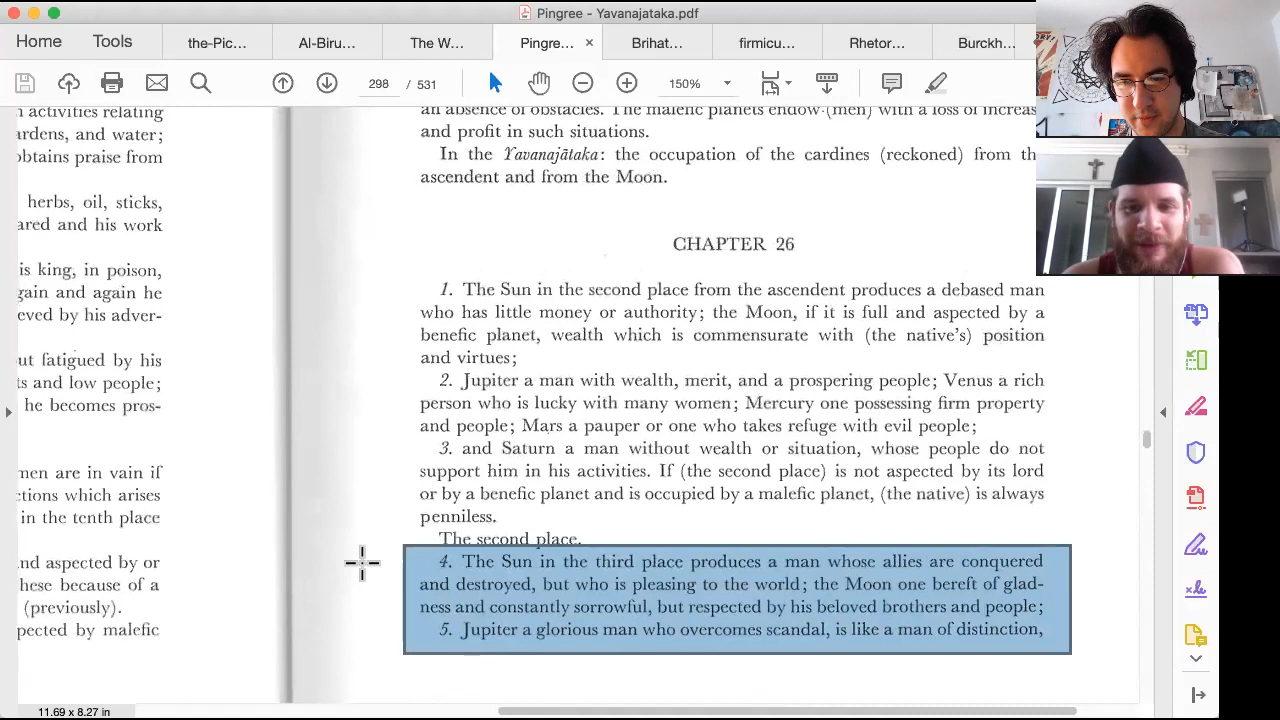 Pingree - Yavanajataka.pdf
Home
Tools
the-Pic...
Al-Biru...
The W...
Pingree...
Brihat...
firmicu...
Rhetor...
Burckh
298 / 531
150%
n activities relating
ardens, and water;
obtains praise from
herbs, oil, sticks,
ared and his work
is king, in poison,
gain and again he
eved by his adver-
ut fatigued by his
ts and low people;
he becomes pros-
men are in vain if
ctions which arises
in the tenth place
nd aspected by or
hese because of a
(previously).
pected by malefic
an absence of obstacles. The malefic planets endow (men) with a loss of increas
and profit in such situations.
In the Yavanajātaka: the occupation of the cardines (reckoned) from th
ascendent and from the Moon.
CHAPTER 26
1. The Sun in the second place from the ascendent produces a debased man
who has little money or authority; the Moon, if it is full and aspected by a
benefic planet, wealth which is commensurate with (the native's) position
and virtues;
2. Jupiter a man with wealth, merit, and a prospering people; Venus a rich
person who is lucky with many women; Mercury one possessing firm property
and people; Mars a pauper or one who takes refuge with evil people;
3. and Saturn a man without wealth or situation, whose people do not
support him in his activities. If (the second place) is not aspected by its lord
or by a benefic planet and is occupied by a malefic planet, (the native) is always
penniless.
The second place.
4. The Sun in the third place produces a man whose allies are conquered
and destroyed, but who is pleasing to the world; the Moon one bereft of glad-
ness and constantly sorrowful, but respected by his beloved brothers and people;
5. Jupiter a glorious man who overcomes scandal, is like a man of distinction,
11.69 x 8.27 in